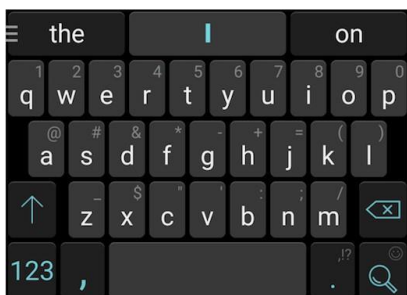 the I on
1 2 3 4 5 6 7 8 9 0
q w e r t y u i o p
@ # & * - + = ( )
a s d f g h j k l
_ $ " ' : ; /
z x c v b n m
,!?
123 , .